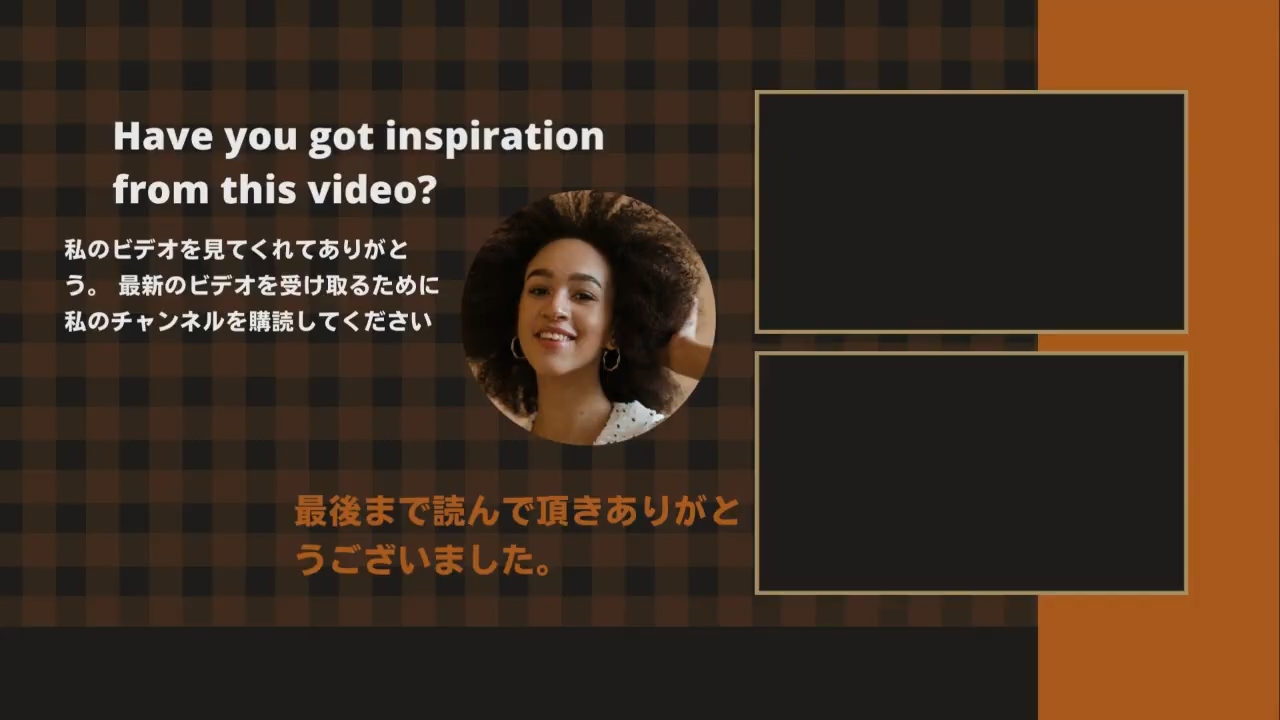 Have you got inspiration
from this video?
私のビデオを見てくれてありがと
う。 最新のビデオを受け取るために
私のチャンネルを購読してください
最後まで読んで頂きありがと
うございました。